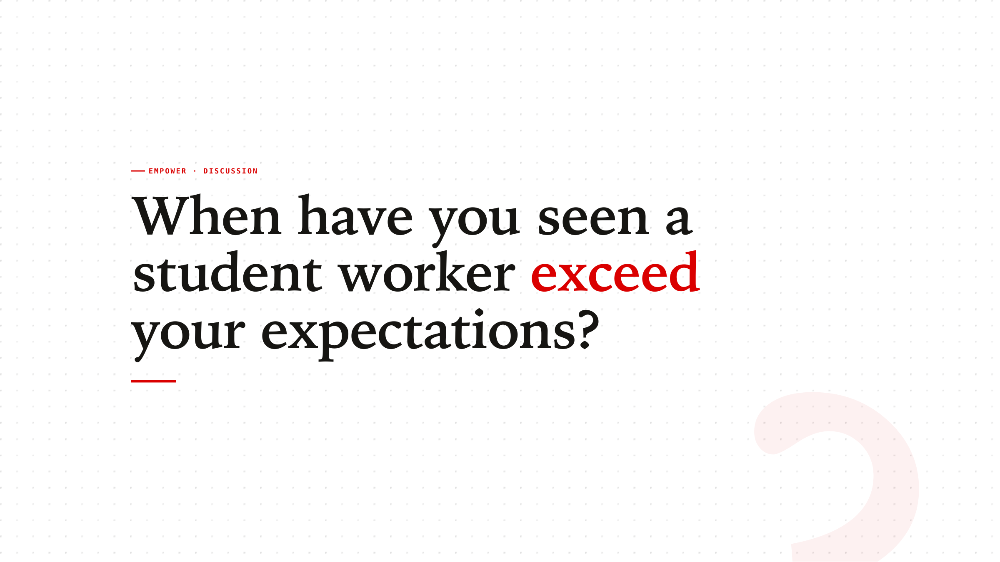 EMPOWER · DISCUSSION
When have you seen a
student worker exceed
your expectations?
?